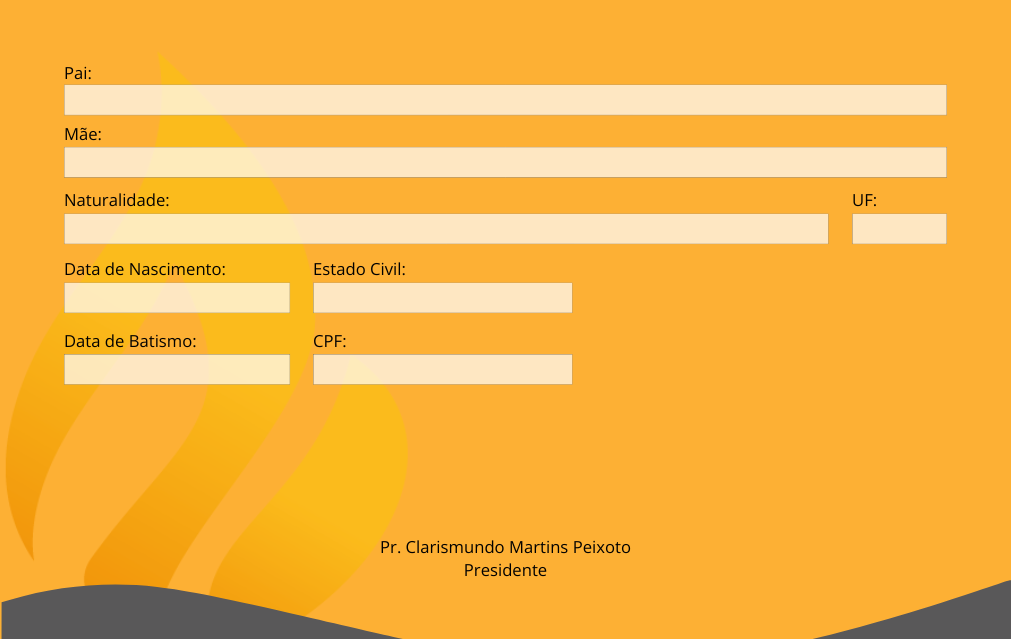 Pai:
Mãe:
Naturalidade: UF:
Data de Nascimento: Estado Civil:
Data de Batismo: CPF:
Pr. Clarismundo Martins Peixoto
Presidente